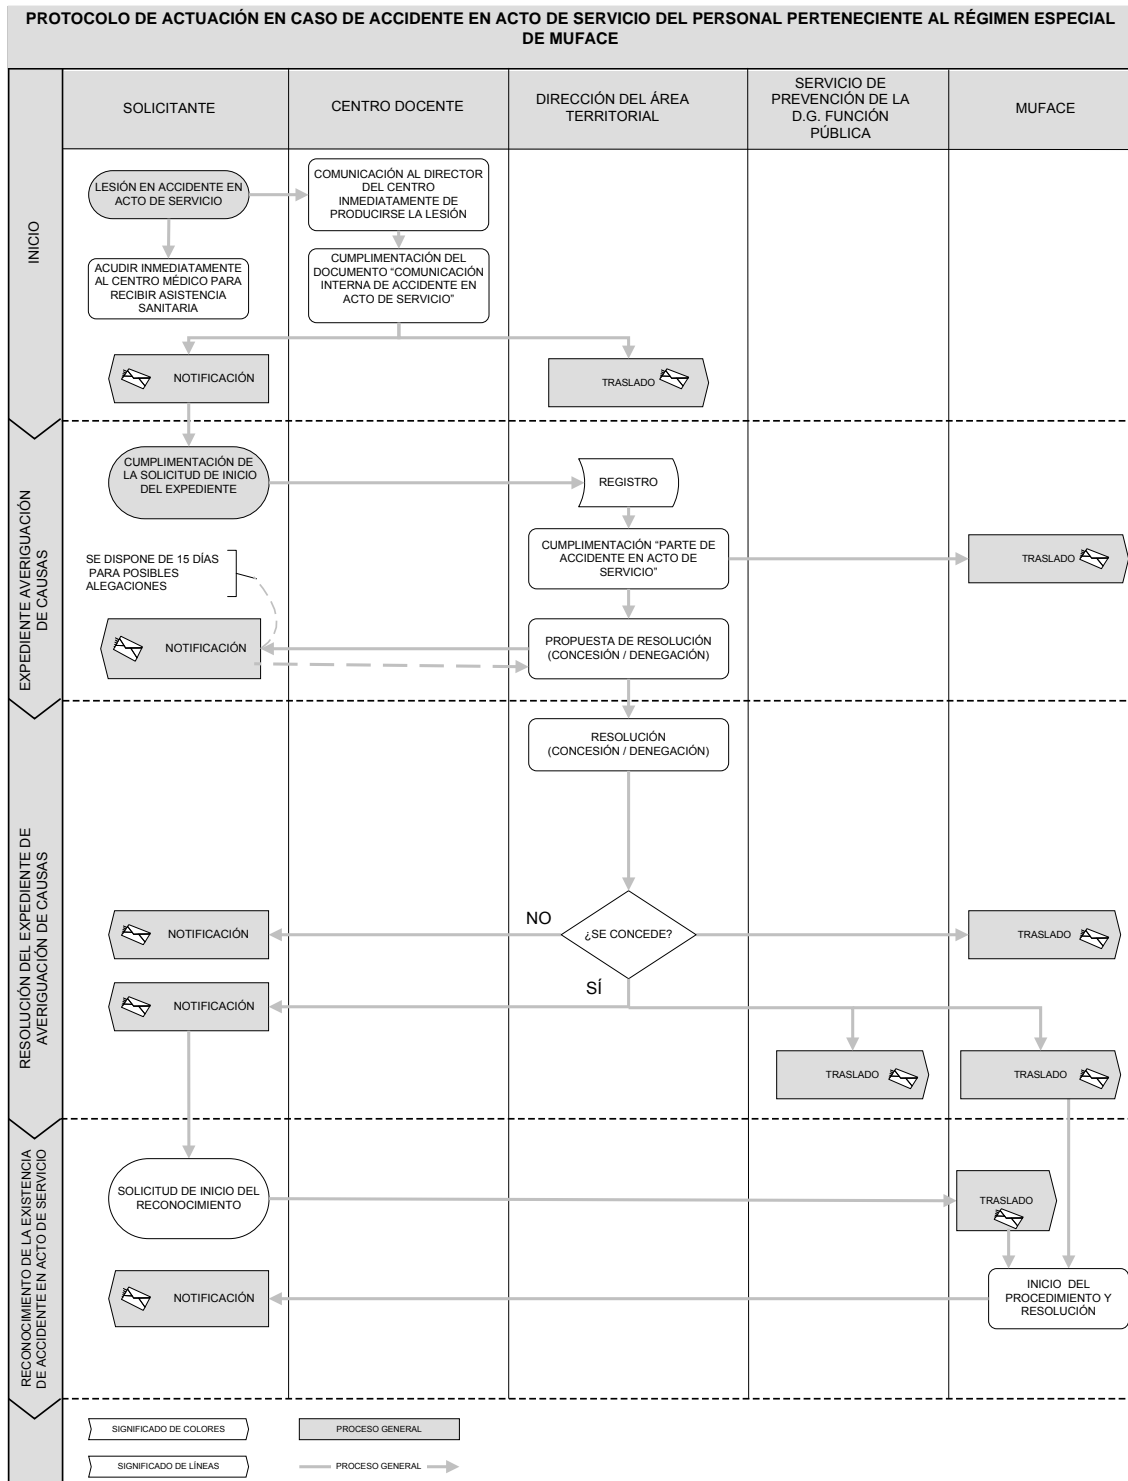 PROTOCOLO DE ACTUACIÓN EN CASO DE ACCIDENTE EN ACTO DE SERVICIO DEL PERSONAL PERTENECIENTE AL RÉGIMEN ESPECIAL
DE MUFACE
SOLICITANTE
CENTRO DOCENTE
DIRECCIÓN DEL ÁREA
TERRITORIAL
SERVICIO DE
PREVENCIÓN DE LA
D.G. FUNCIÓN
PÚBLICA
MUFACE
INICIO
LESIÓN EN ACCIDENTE EN
ACTO DE SERVICIO
COMUNICACIÓN AL DIRECTOR
DEL CENTRO
INMEDIATAMENTE DE
PRODUCIRSE LA LESIÓN
ACUDIR INMEDIATAMENTE
AL CENTRO MÉDICO PARA
RECIBIR ASISTENCIA
SANITARIA
CUMPLIMENTACIÓN DEL
DOCUMENTO “COMUNICACIÓN
INTERNA DE ACCIDENTE EN
ACTO DE SERVICIO”
NOTIFICACIÓN
TRASLADO
EXPEDIENTE AVERIGUACIÓN
DE CAUSAS
CUMPLIMENTACIÓN DE
LA SOLICITUD DE INICIO
DEL EXPEDIENTE
REGISTRO
CUMPLIMENTACIÓN “PARTE DE
ACCIDENTE EN ACTO DE
SERVICIO”
TRASLADO
SE DISPONE DE 15 DÍAS
PARA POSIBLES
ALEGACIONES
NOTIFICACIÓN
PROPUESTA DE RESOLUCIÓN
(CONCESIÓN / DENEGACIÓN)
RESOLUCIÓN DEL EXPEDIENTE DE
AVERIGUACIÓN DE CAUSAS
RESOLUCIÓN
(CONCESIÓN / DENEGACIÓN)
NOTIFICACIÓN
NO
¿SE CONCEDE?
TRASLADO
SÍ
NOTIFICACIÓN
TRASLADO
TRASLADO
RECONOCIMIENTO DE LA EXISTENCIA
DE ACCIDENTE EN ACTO DE SERVICIO
SOLICITUD DE INICIO DEL
RECONOCIMIENTO
TRASLADO
NOTIFICACIÓN
INICIO DEL
PROCEDIMIENTO Y
RESOLUCIÓN
SIGNIFICADO DE COLORES
PROCESO GENERAL
SIGNIFICADO DE LÍNEAS
PROCESO GENERAL